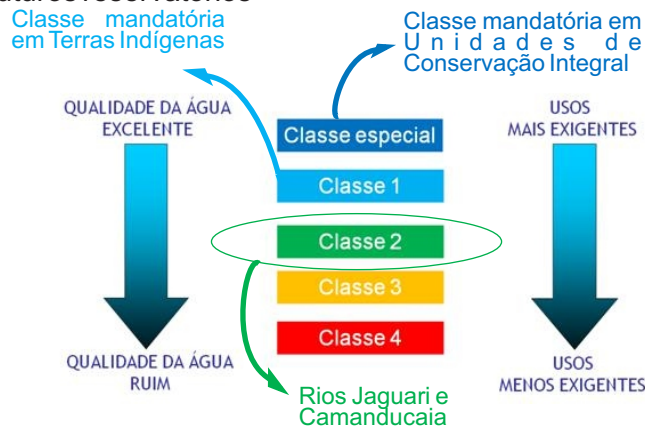 Classe mandatória
em Terras Indígenas
Classe mandatória em
Unidades de
Conservação Integral
QUALIDADE DA ÁGUA
EXCELENTE
USOS
MAIS EXIGENTES
Classe especial
Classe 1
Classe 2
Classe 3
Classe 4
QUALIDADE DA ÁGUA
RUIM
USOS
MENOS EXIGENTES
Rios Jaguari e
Camanducaia